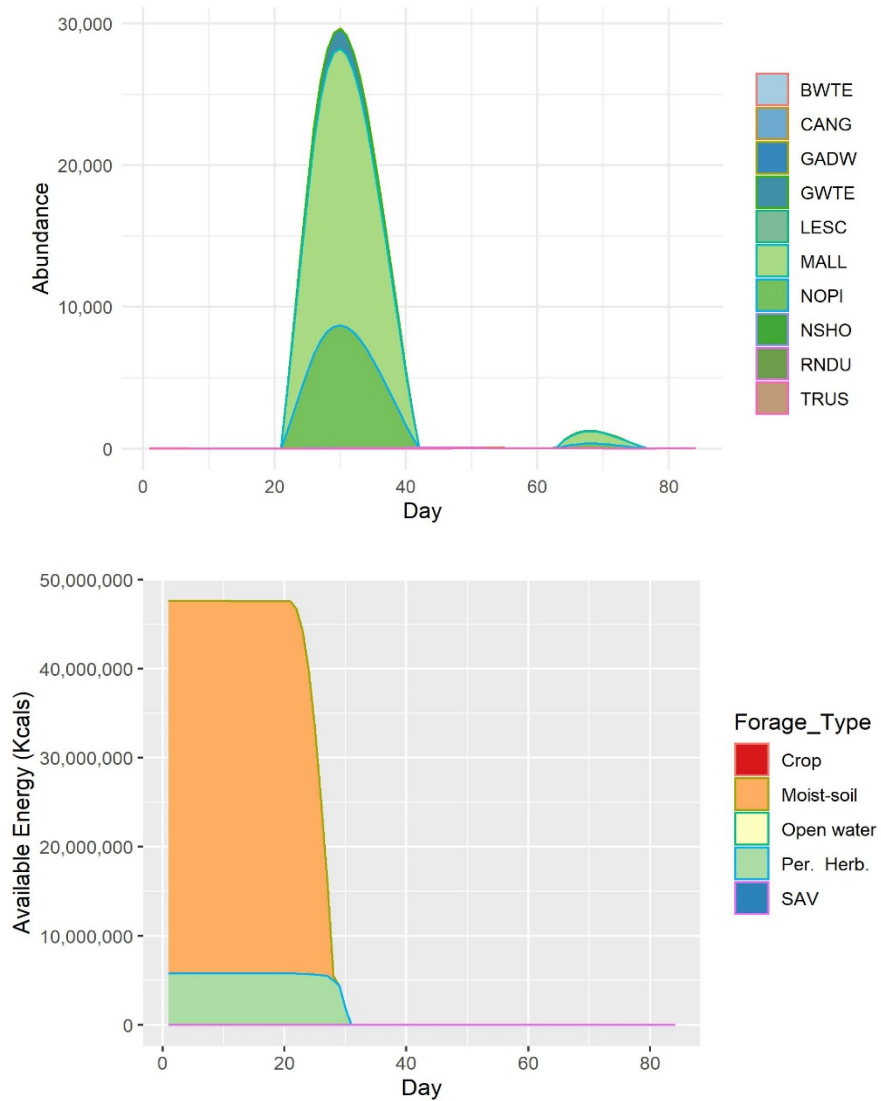 30,000
20,000
10,000
0
Abundance
0 20 40 60 80
Day
BWTE
CANG
GADW
GWTE
LESC
MALL
NOPI
NSHO
RNDU
TRUS
50,000,000
40,000,000
30,000,000
20,000,000
10,000,000
0
Available Energy (Kcals)
0 20 40 60 80
Day
Forage_Type
Crop
Moist-soil
Open water
Per. Herb.
SAV